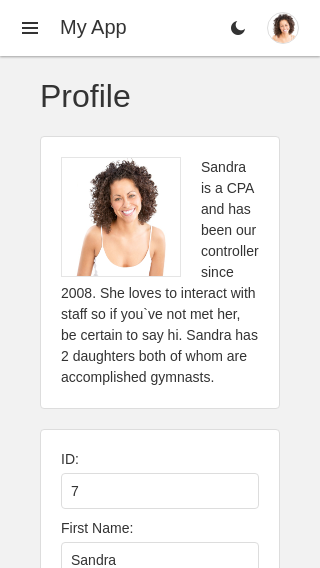 My App
Profile
Sandra
is a CPA
and has
been our
controller
since
2008. She loves to interact with
staff so if you`ve not met her,
be certain to say hi. Sandra has
2 daughters both of whom are
accomplished gymnasts.
ID:
7
First Name:
Sandra